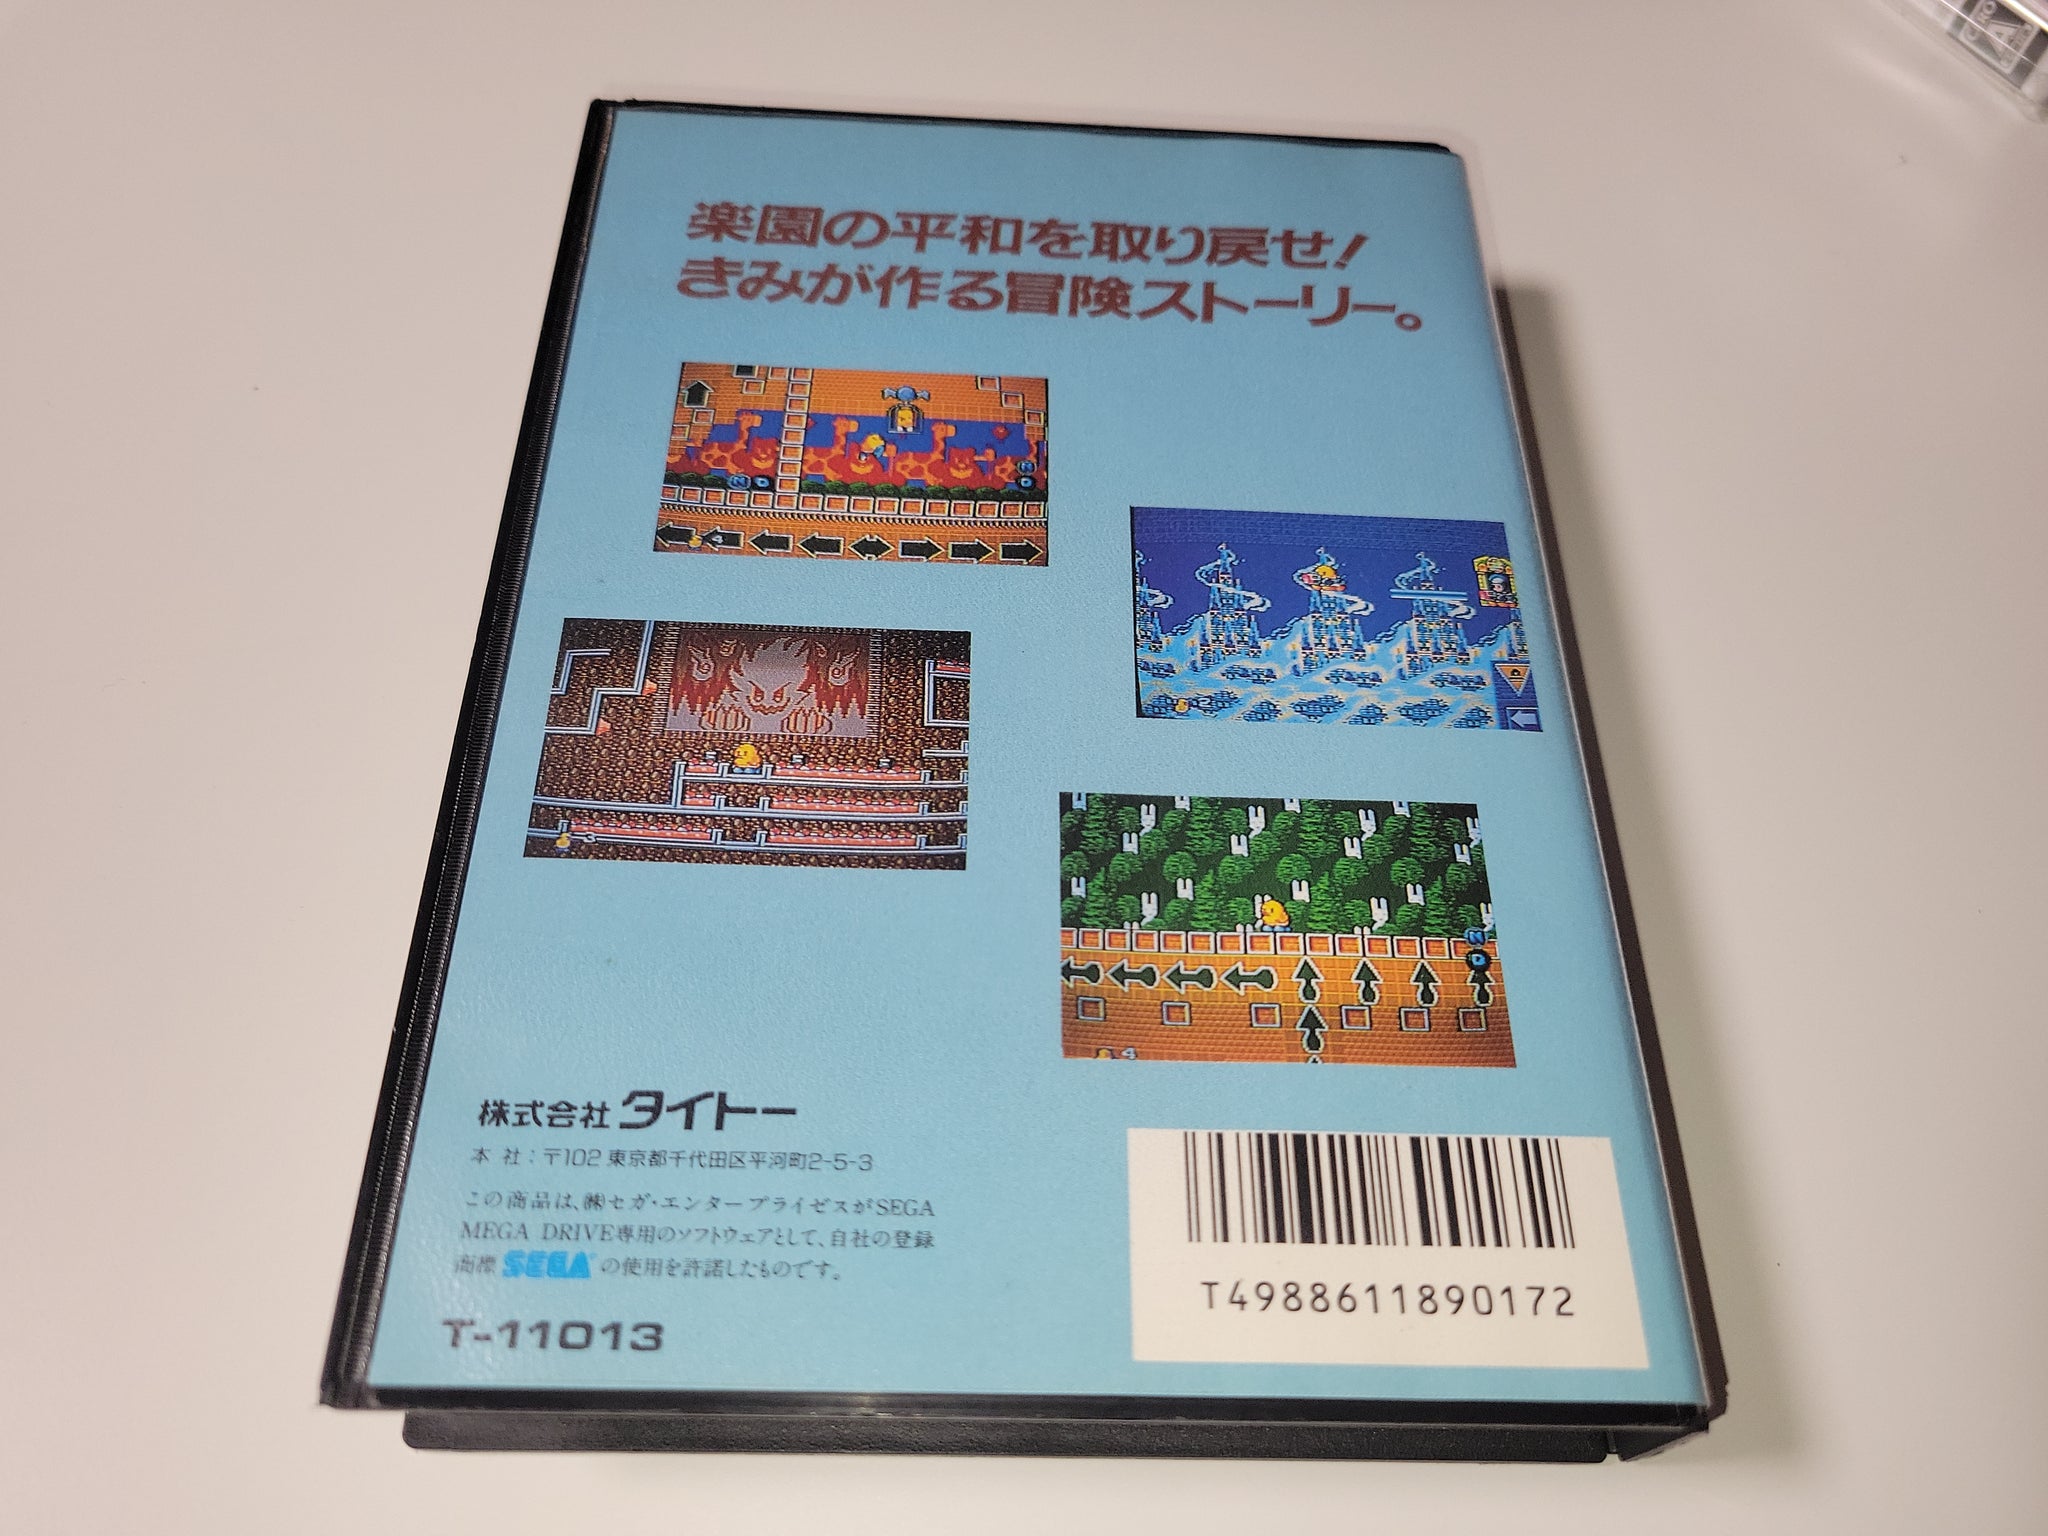 楽園の平和を取り戻せ!
きみが作る冒険ストーリー。
N D
N
D
4
3
N
D
4
株式会社 タイトー
本 社：〒102 東京都千代田区平河町2-5-3
この商品は、㈱セガ・エンタープライゼスがSEGA
MEGA DRIVE専用のソフトウェアとして、自社の登録
商標 SEGA の使用を許諾したものです。
T-11013
T4988611890172